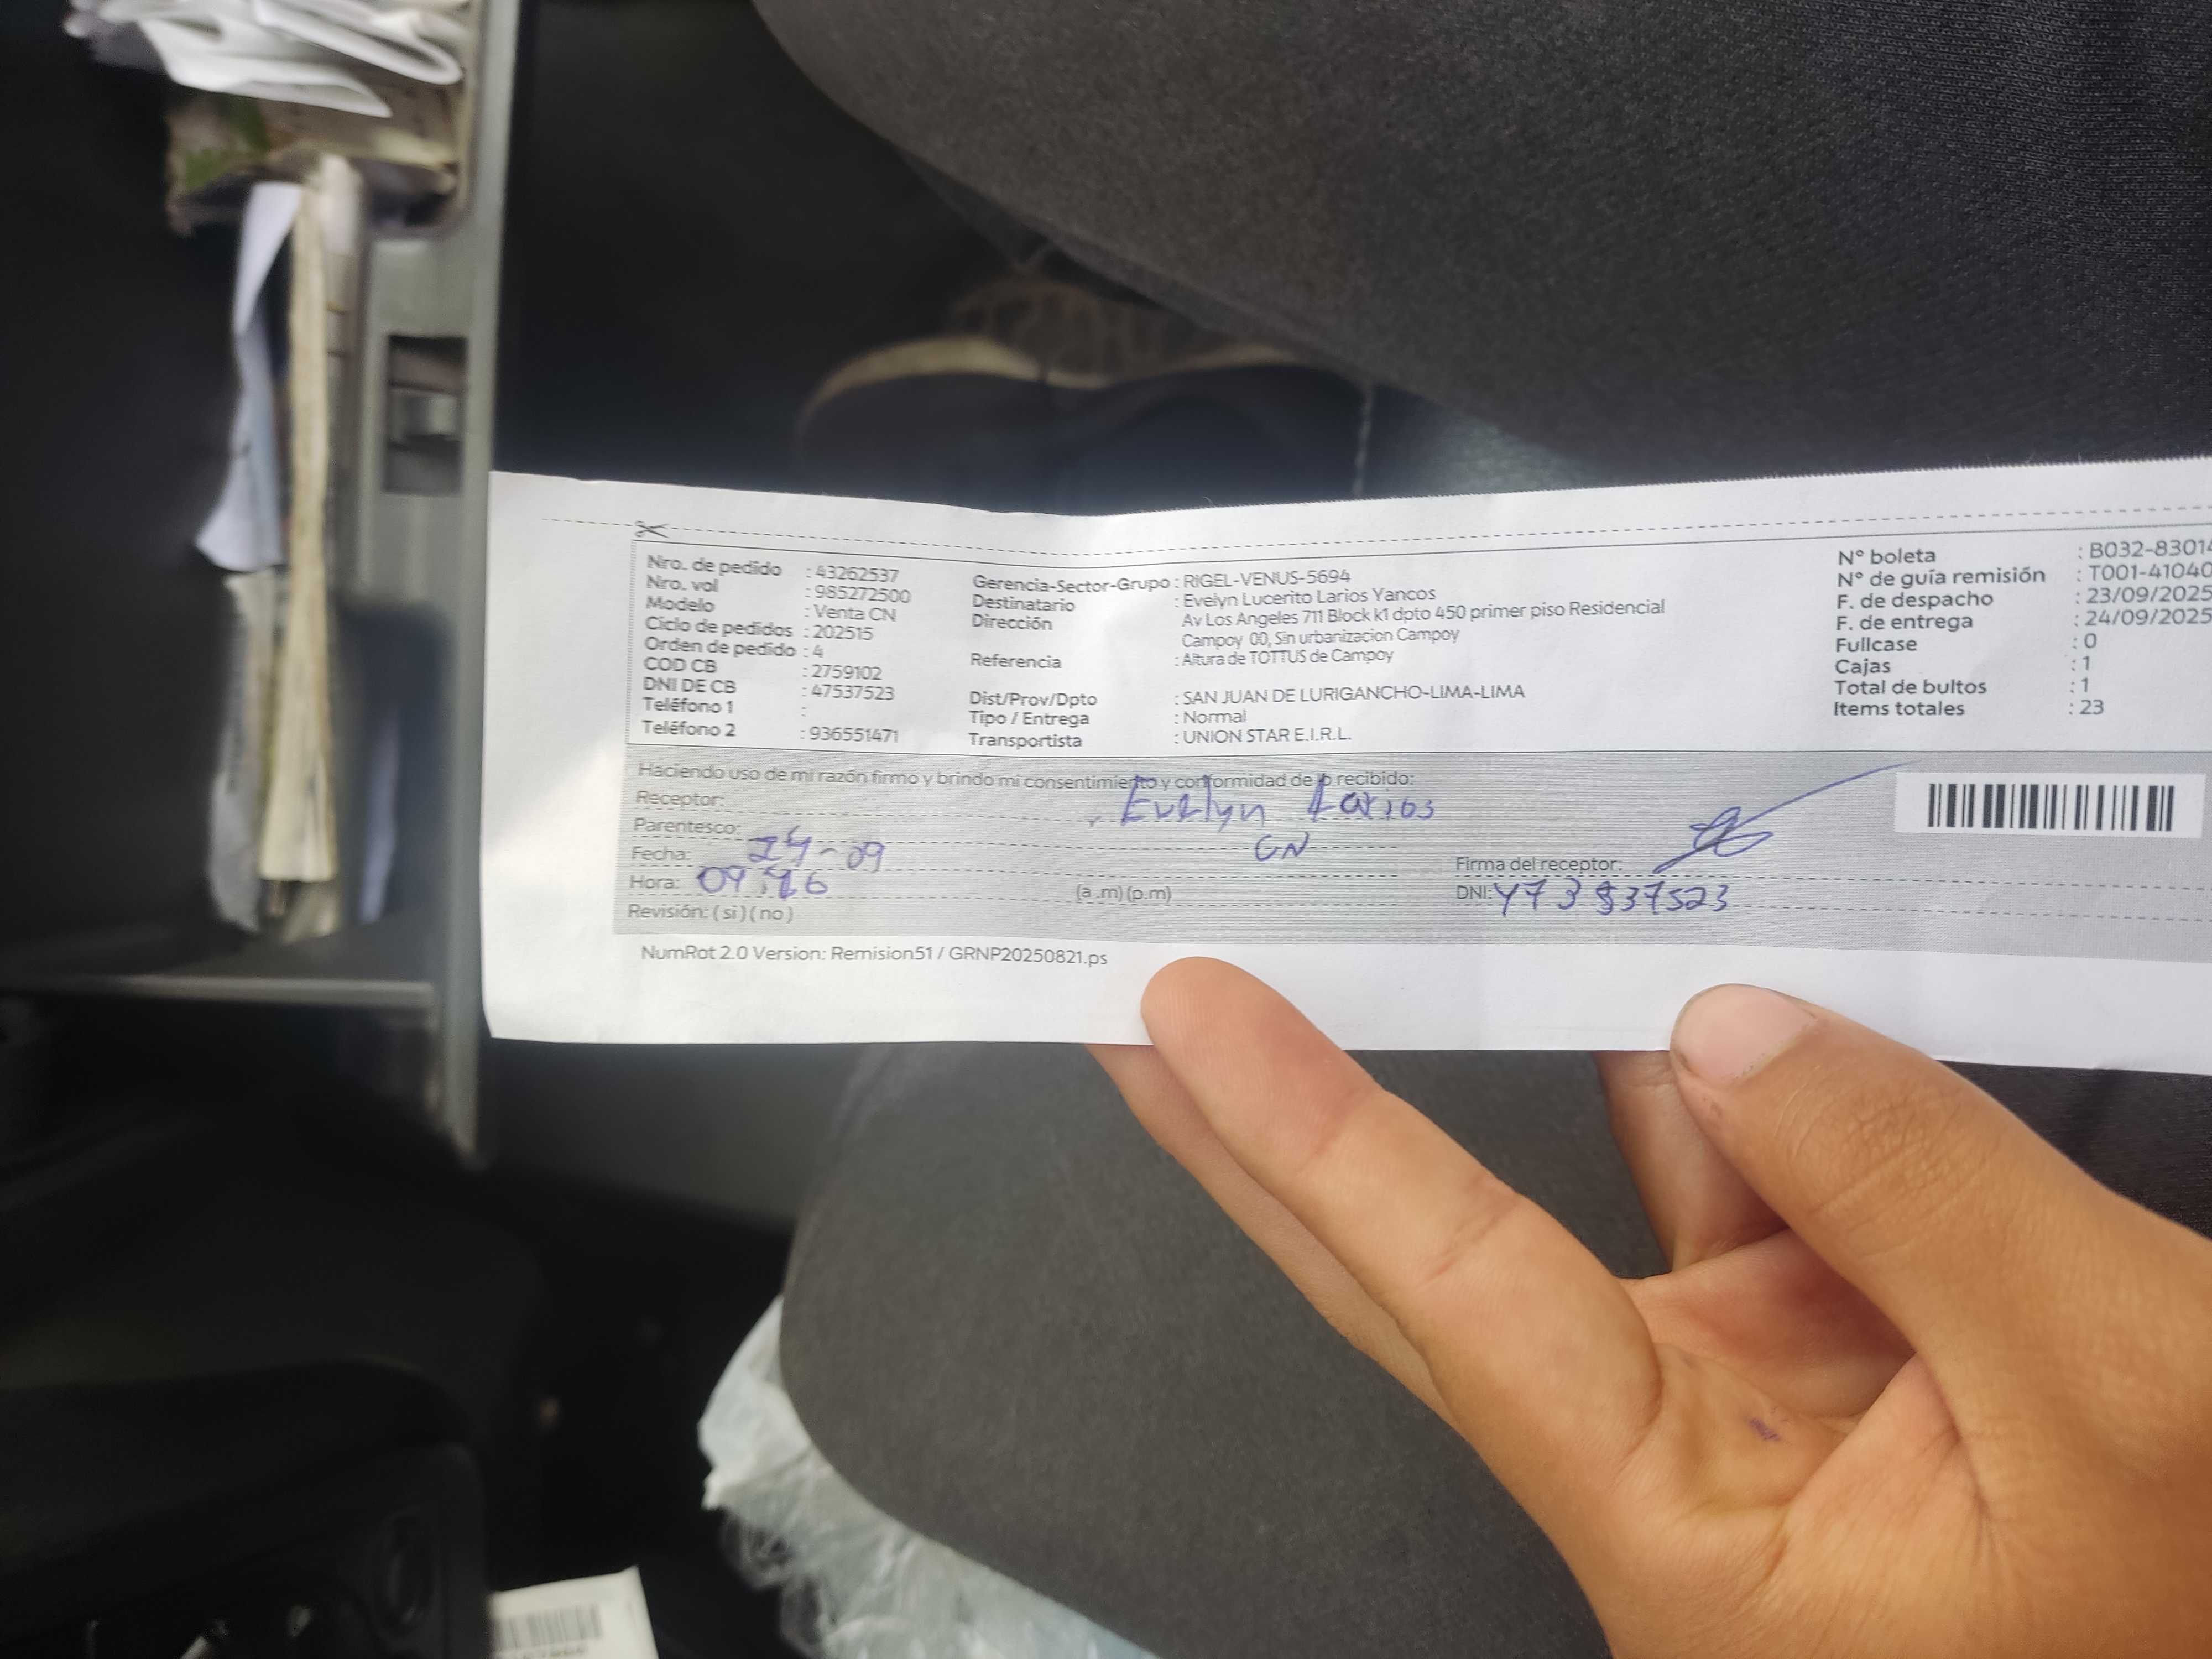 Nro. de pedido : 43262537
Nro. vol : 985272500
Modelo : Venta CN
Ciclo de pedidos : 202515
Orden de pedido : 4
COD CB : 2759102
DNI DE CB : 47537523
Teléfono 1 :
Teléfono 2 : 936551471
Gerencia-Sector-Grupo : RIGEL-VENUS-5694
Destinatario : Evelyn Lucerito Larios Yancos
Dirección Av Los Angeles 711 Block k1 dpto 450 primer piso Residencial
Campoy 00, Sin urbanizacion Campoy
Referencia : Altura de TOTTUS de Campoy
Dist/Prov/Dpto : SAN JUAN DE LURIGANCHO-LIMA-LIMA
Tipo / Entrega : Normal
Transportista : UNION STAR E.I.R.L.
N° boleta : B032-83014
N° de guía remisión : T001-41040
F. de despacho : 23/09/2025
F. de entrega : 24/09/2025
Fullcase : 0
Cajas : 1
Total de bultos : 1
Items totales : 23
Haciendo uso de mi razón firmo y brindo mi consentimiento y conformidad de lo recibido:
Receptor: Evelyn Larios
Parentesco: CN
Fecha: 24-09
Hora: (a .m) (p.m)
Revisión: ( si ) ( no )
Firma del receptor:
DNI:
NumRot 2.0 Version: Remision51 / GRNP20250821.ps